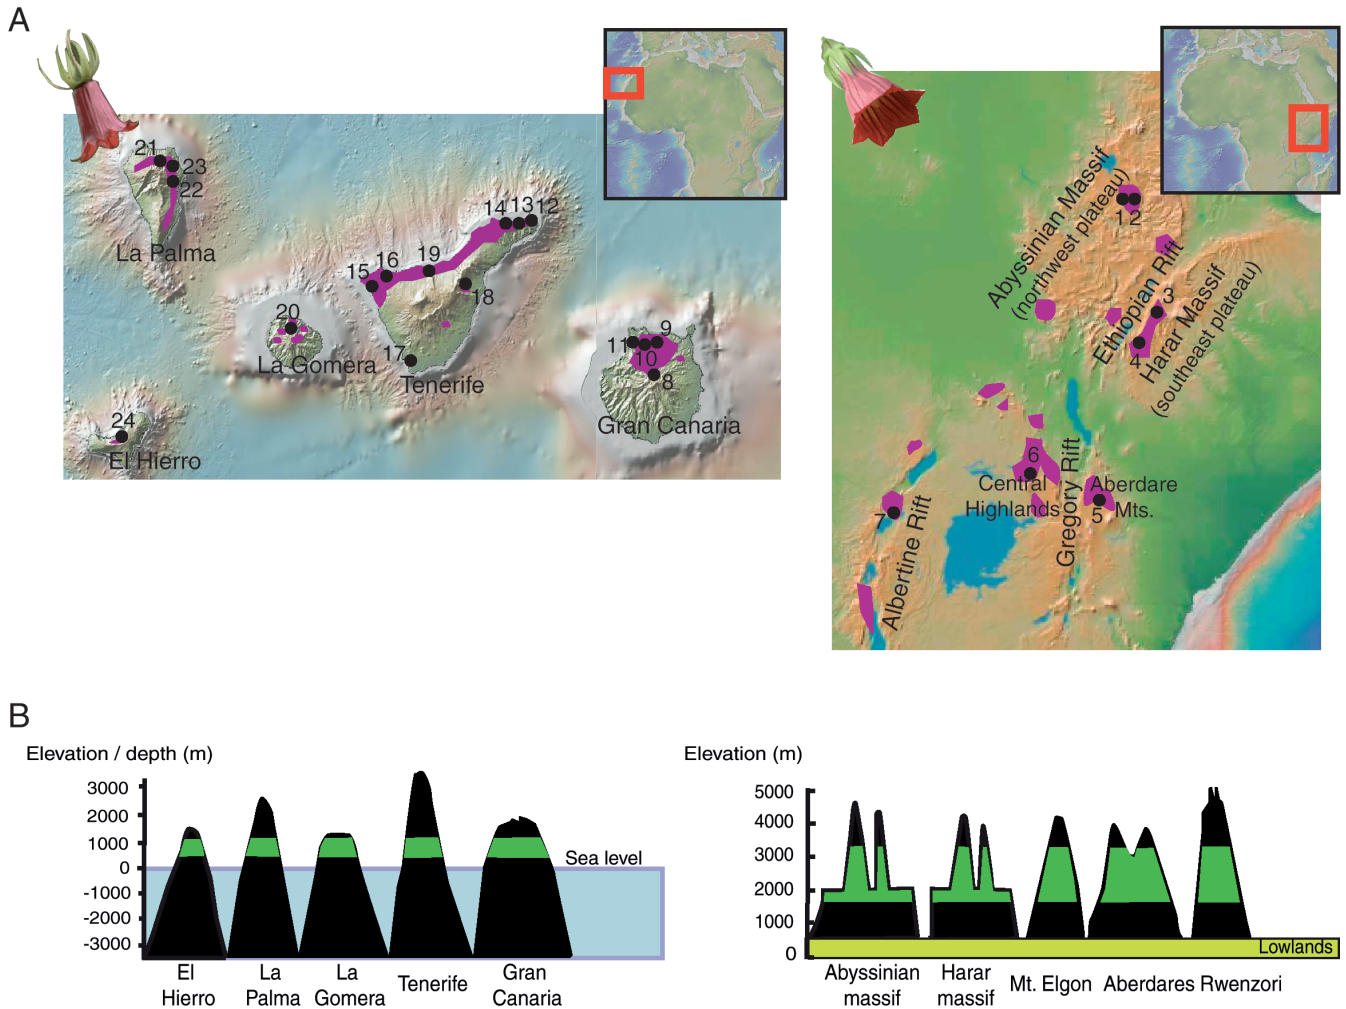 A
21
23
22
La Palma
14 13 12
19
16
15
18
17
Tenerife
20
La Gomera
11
9
10
8
Gran Canaria
24
El Hierro
Abyssinian Massif
(northwest plateau)
1 2
Ethiopian Rift
3
4
Harar Massif
(southeast plateau)
6
Central
Highlands
Gregory Rift
Aberdare
Mts.
5
7
Albertine Rift
B
Elevation / depth (m)
3000
2000
1000
0
-1000
-2000
-3000
Sea level
El
Hierro
La
Palma
La
Gomera
Tenerife
Gran
Canaria
Elevation (m)
5000
4000
3000
2000
1000
0
Lowlands
Abyssinian
massif
Harar
massif
Mt. Elgon
Aberdares
Rwenzori